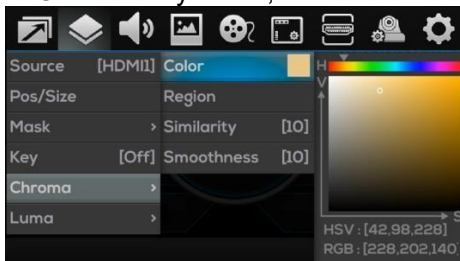 Source [HDMI1] Color
Pos/Size Region
Mask > Similarity [10]
Key [Off] Smoothness [10]
Chroma >
Luma >
H
V
S
HSV : [42,98,228]
RGB : [228,202,140]